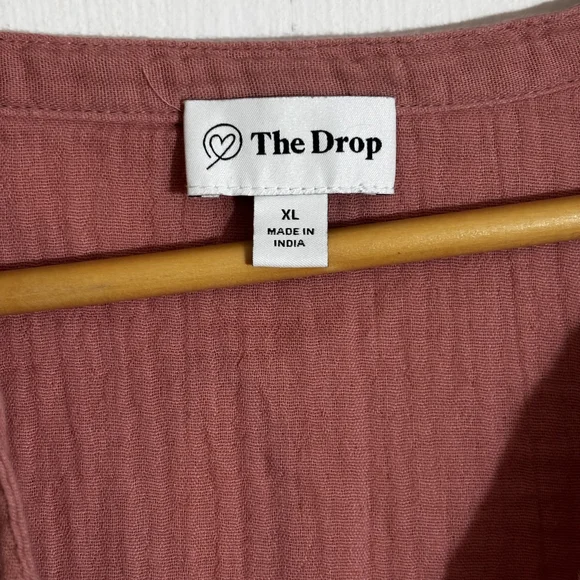 The Drop
XL
MADE IN
INDIA